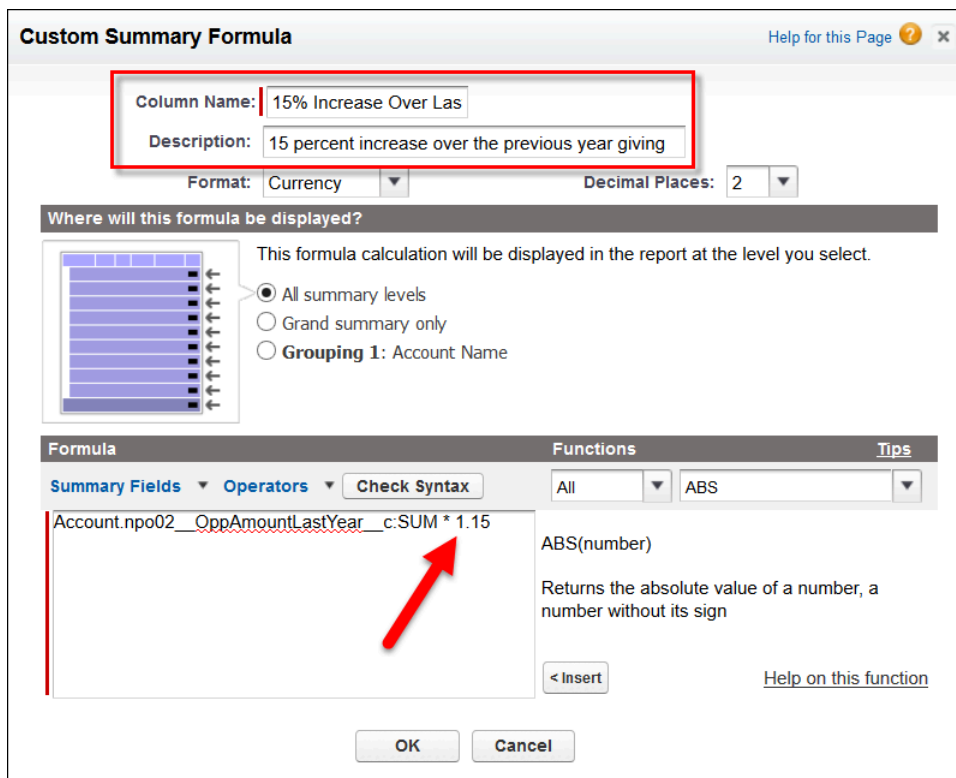 Custom Summary Formula
Help for this Page
Column Name: 15% Increase Over Las
Description: 15 percent increase over the previous year giving
Format: Currency
Decimal Places: 2
Where will this formula be displayed?
This formula calculation will be displayed in the report at the level you select.
All summary levels
Grand summary only
Grouping 1: Account Name
Formula
Functions
Tips
Summary Fields
Operators
Check Syntax
All
ABS
Account.npo02__OppAmountLastYear__c:SUM * 1.15
ABS(number)
Returns the absolute value of a number, a
number without its sign
< Insert
Help on this function
OK
Cancel